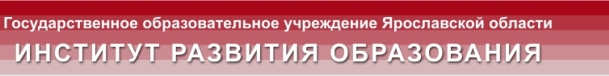 Государственное образовательное учреждение Ярославской области
ИНСТИТУТ РАЗВИТИЯ ОБРАЗОВАНИЯ